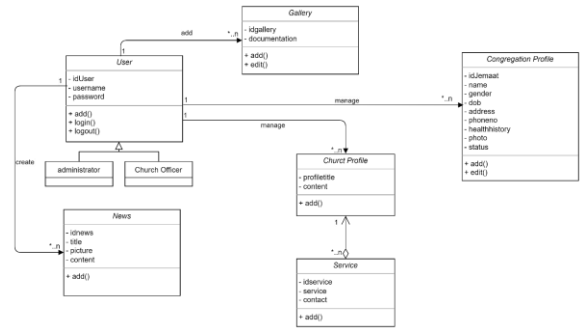 Gallery
- idgallery
- documentation
+ add()
+ edit()
add
1
*..n
User
- idUser
- username
- password
+ add()
+ login()
+ logout()
1
1
1
manage
*..n
manage
*..n
Congregation Profile
- idJemaat
- name
- gender
- dob
- address
- phoneno
- healthhistory
- photo
- status
+ add()
+ edit()
administrator
Church Officer
create
Churct Profile
- profiletitle
- content
+ add()
1
*..n
News
- idnews
- title
- picture
- content
+ add()
*..n
Service
- idservice
- service
- contact
+ add()